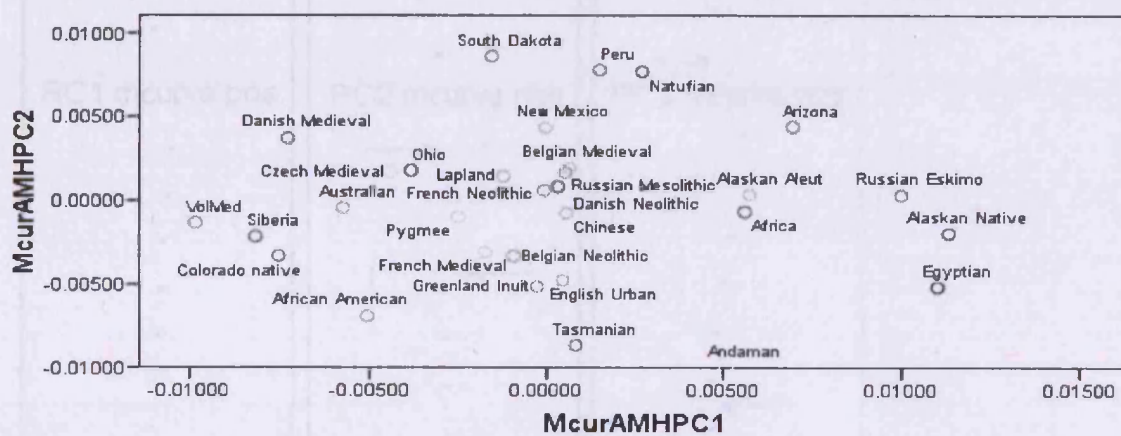 McurAMHPC2
0.01000
0.00500
0.00000
-0.00500
-0.01000
South Dakota
Peru
Natufian
New Mexico
Arizona
Danish Medieval
Belgian Medieval
Ohio
Czech Medieval
Lapland
Russian Mesolithic
Alaskan Aleut
Russian Eskimo
Australian
French Neolithic
Danish Neolithic
VolMed
Siberia
Pygmee
Chinese
Africa
Alaskan Native
Colorado native
French Medieval
Belgian Neolithic
Egyptian
African American
Greenland Inuit
English Urban
Tasmanian
Andaman
-0.01000 -0.00500 0.00000 0.00500 0.01000 0.01500
McurAMHPC1